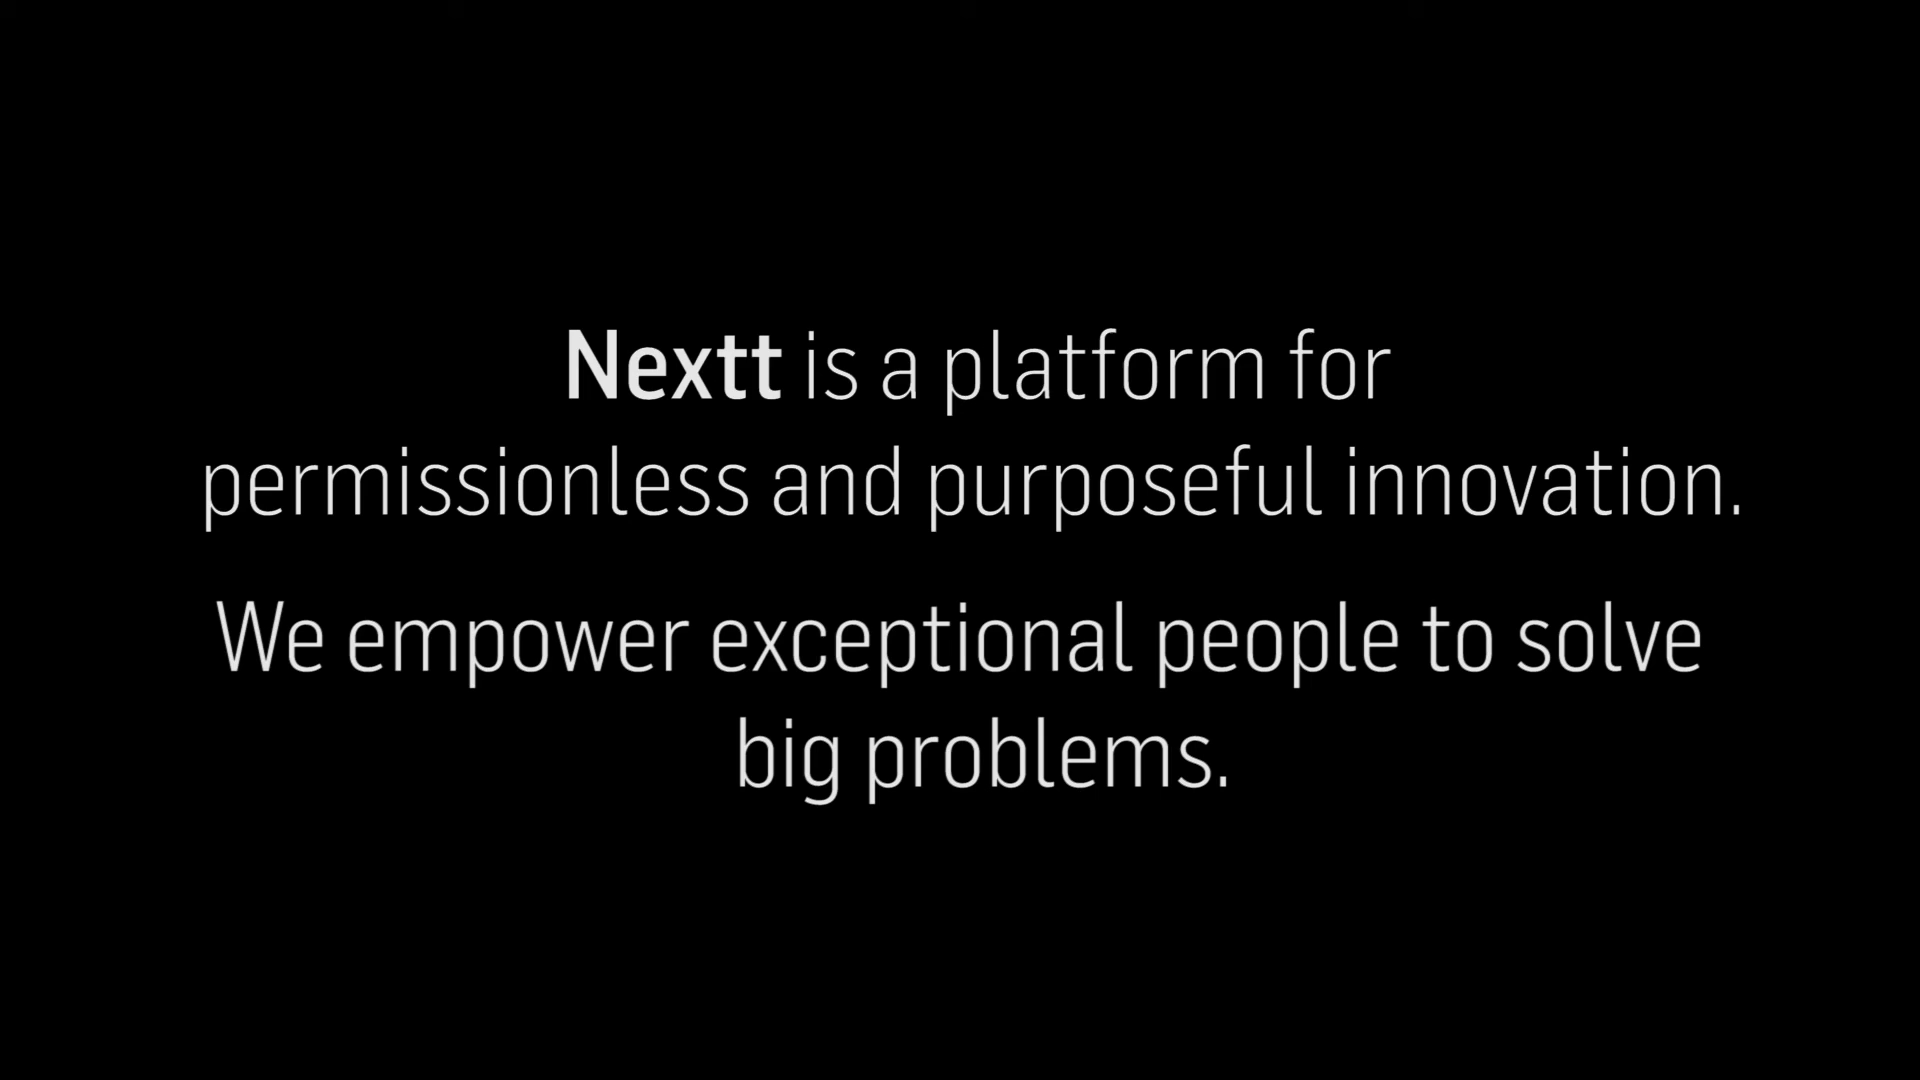 Nextt is a platform for
permissionless and purposeful innovation.
We empower exceptional people to solve
big problems.